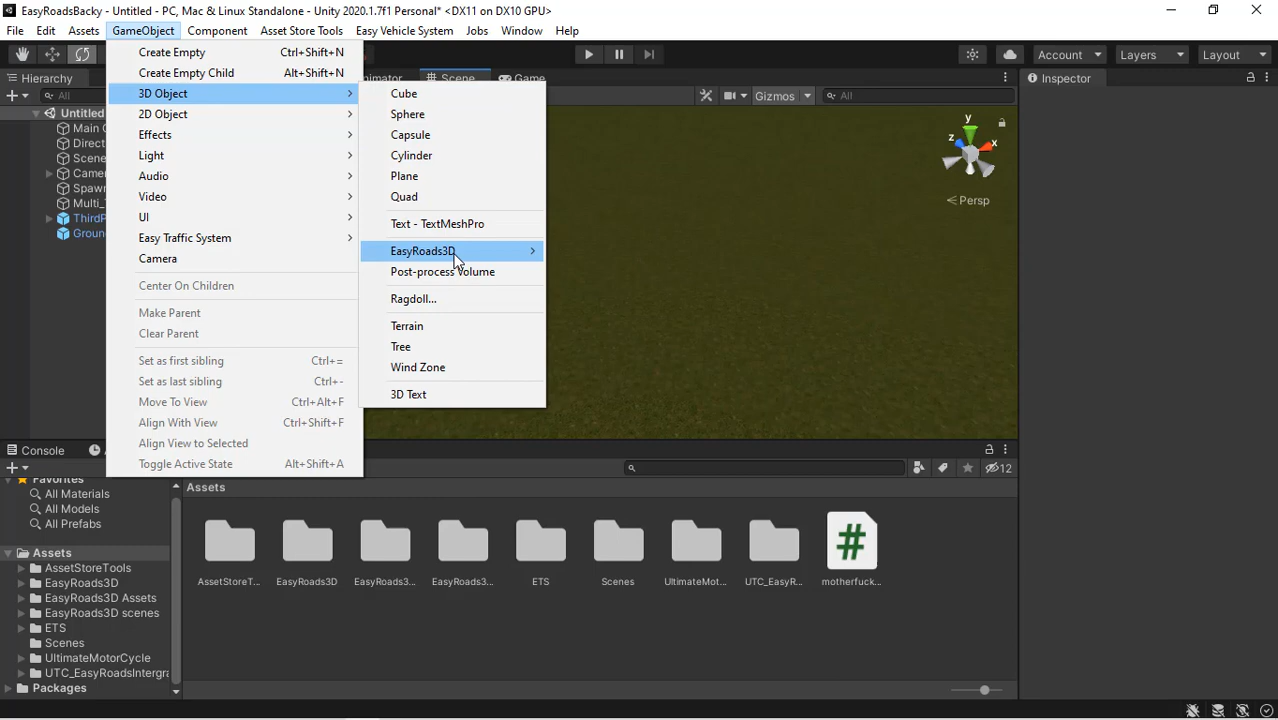 EasyRoadsBacky - Untitled - PC, Mac & Linux Standalone - Unity 2020.1.7f1 Personal* <DX11 on DX10 GPU>
File Edit Assets GameObject Component Asset Store Tools Easy Vehicle System Jobs Window Help
Account Layers Layout
Hierarchy
All
Untitled
Main
Direct
Scene
Camer
Spawn
Multi_
ThirdP
Groun
Create Empty Ctrl+Shift+N
Create Empty Child Alt+Shift+N
3D Object
2D Object
Effects
Light
Audio
Video
UI
Easy Traffic System
Camera
Center On Children
Make Parent
Clear Parent
Set as first sibling Ctrl+=
Set as last sibling Ctrl+-
Move To View Ctrl+Alt+F
Align With View Ctrl+Shift+F
Align View to Selected
Toggle Active State Alt+Shift+A
Cube
Sphere
Capsule
Cylinder
Plane
Quad
Text - TextMeshPro
EasyRoads3D
Post-process Volume
Ragdoll...
Terrain
Tree
Wind Zone
3D Text
nimator Scene Game
Gizmos All
y
z x
Persp
Inspector
Console
12
Favorites
All Materials
All Models
All Prefabs
Assets
AssetStoreTools
EasyRoads3D
EasyRoads3D Assets
EasyRoads3D scenes
ETS
Scenes
UltimateMotorCycle
UTC_EasyRoadsIntergra
Packages
Assets
AssetStoreT... EasyRoads3D EasyRoads3... EasyRoads3... ETS Scenes UltimateMot... UTC_EasyR... motherfuck...